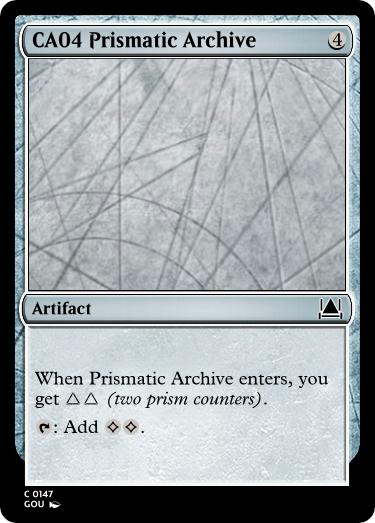 CA04 Prismatic Archive 4
Artifact
When Prismatic Archive enters, you
get △△ (two prism counters).
: Add .
C 0147
GOU